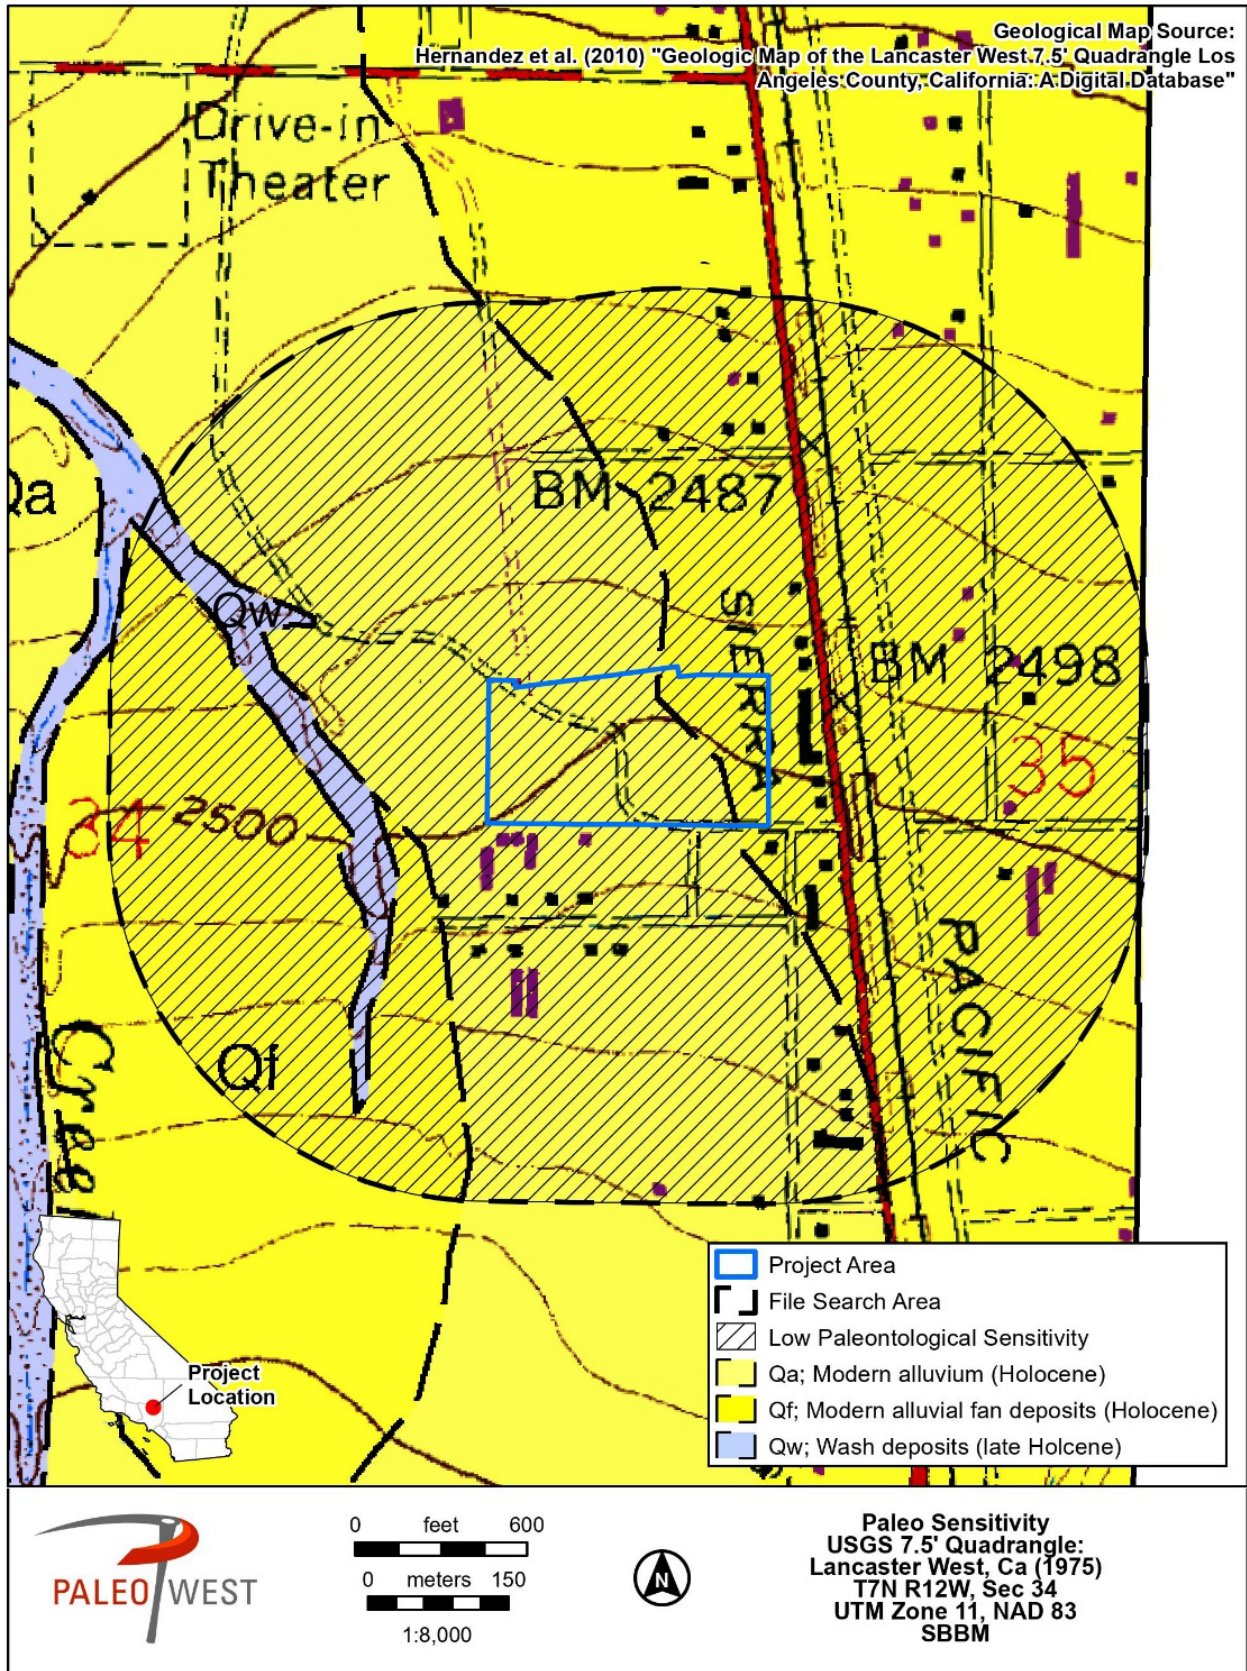 Geological Map Source:
Hernandez et al. (2010) "Geologic Map of the Lancaster West 7.5' Quadrangle Los
Angeles County, California: A Digital Database"
Drive-in
Theater
Qa
BM 2487
Qw
SIERRA
BM 2498
35
34
2500
PACIFIC
Qf
Project
Location
Project Area
File Search Area
Low Paleontological Sensitivity
Qa; Modern alluvium (Holocene)
Qf; Modern alluvial fan deposits (Holocene)
Qw; Wash deposits (late Holcene)
PALEO WEST
0 feet 600
0 meters 150
1:8,000
N
Paleo Sensitivity
USGS 7.5' Quadrangle:
Lancaster West, Ca (1975)
T7N R12W, Sec 34
UTM Zone 11, NAD 83
SBBM